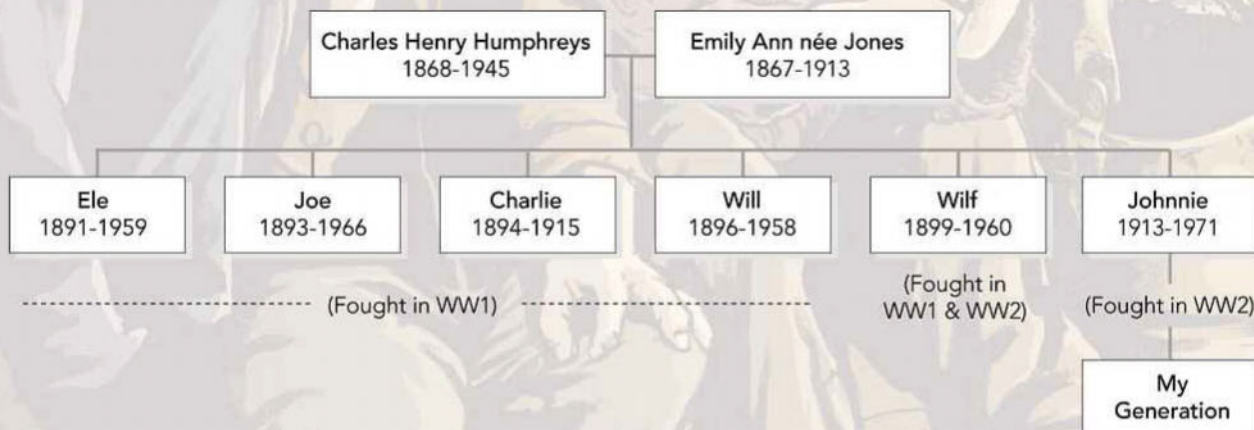 Charles Henry Humphreys
1868-1945
Emily Ann née Jones
1867-1913
Ele
1891-1959
Joe
1893-1966
Charlie
1894-1915
Will
1896-1958
Wilf
1899-1960
Johnnie
1913-1971
(Fought in WW1)
(Fought in
WW1 & WW2)
(Fought in WW2)
My
Generation